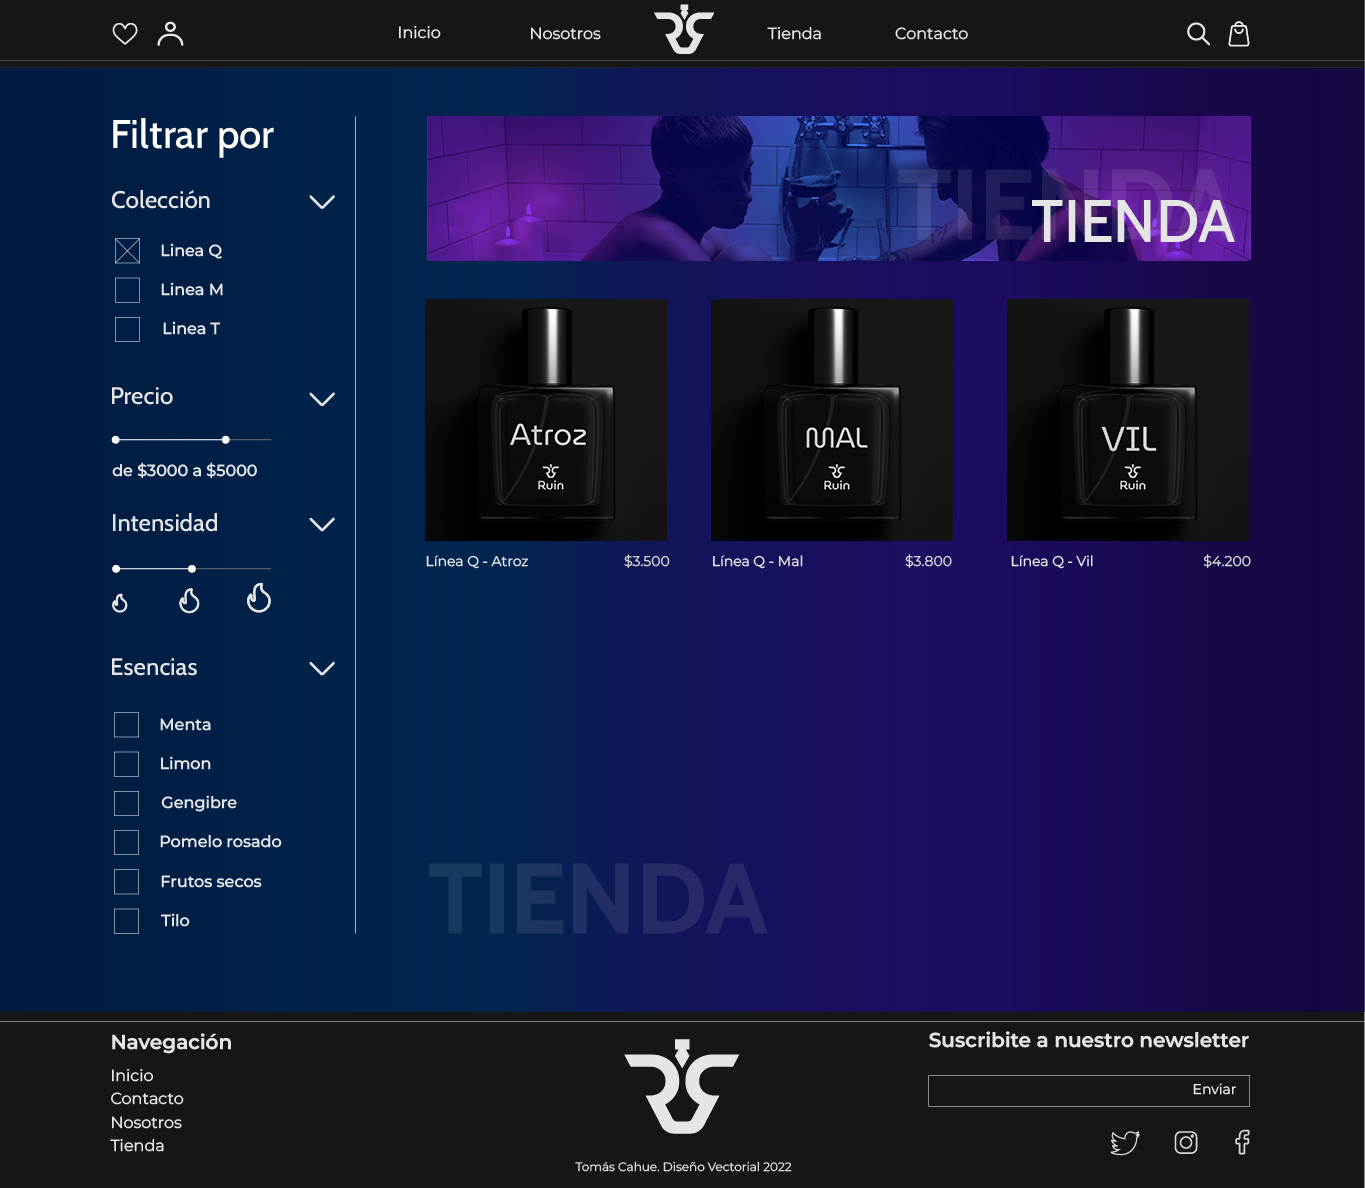 Inicio
Nosotros
Tienda
Contacto
Filtrar por
Colección
Linea Q
Linea M
Linea T
Precio
de $3000 a $5000
Intensidad
Esencias
Menta
Limon
Gengibre
Pomelo rosado
Frutos secos
Tilo
TIENDA
TIENDA
Atroz
Ruin
MAL
Ruin
VIL
Ruin
Línea Q - Atroz $3.500
Línea Q - Mal $3.800
Línea Q - Vil $4.200
TIENDA
Navegación
Inicio
Contacto
Nosotros
Tienda
Tomás Cahue. Diseño Vectorial 2022
Suscribite a nuestro newsletter
Enviar